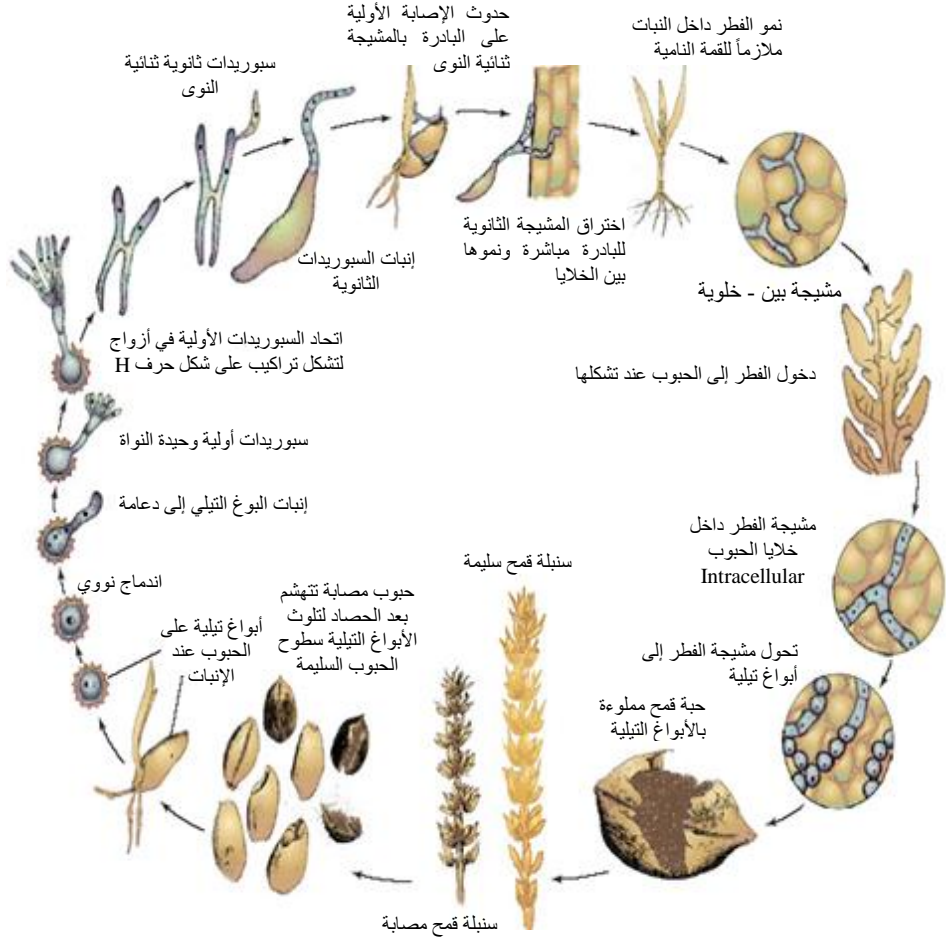 حدوث الإصابة الأولية
على البادرة بالمشيجة
ثنائية النوى
نمو الفطر داخل النبات
ملازماً للقمة النامية
سبوريدات ثانوية ثنائية
النوى
اختراق المشيجة الثانوية
للبادرة مباشرة ونموها
بين الخلايا
إنبات السبوريدات
الثانوية
مشيجة بين - خلوية
اتحاد السبوريدات الأولية في أزواج
لتشكل تراكيب على شكل حرف H
دخول الفطر إلى الحبوب عند تشكلها
سبوريدات أولية وحيدة النواة
إنبات البوغ التيلي إلى دعامة
مشيجة الفطر داخل
خلايا الحبوب
Intracellular
سنبلة قمح سليمة
اندماج نووي
حبوب مصابة تتهشم
بعد الحصاد لتلوث
الأبواغ التيلية سطوح
الحبوب السليمة
أبواغ تيلية على
الحبوب عند
الإنبات
تحول مشيجة الفطر إلى
أبواغ تيلية
حبة قمح مملوءة
بالأبواغ التيلية
سنبلة قمح مصابة